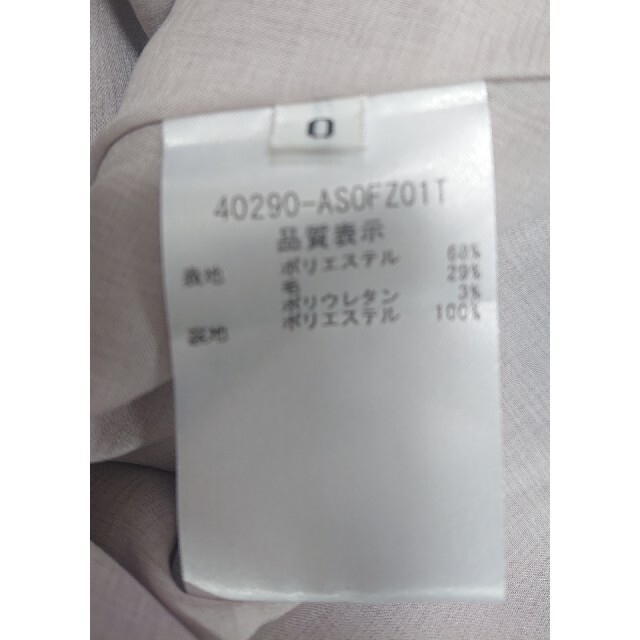 0
40290-ASOFZ01T
品質表示
表地 ポリエステル 68%
毛 29%
ポリウレタン 3%
裏地 ポリエステル 100%